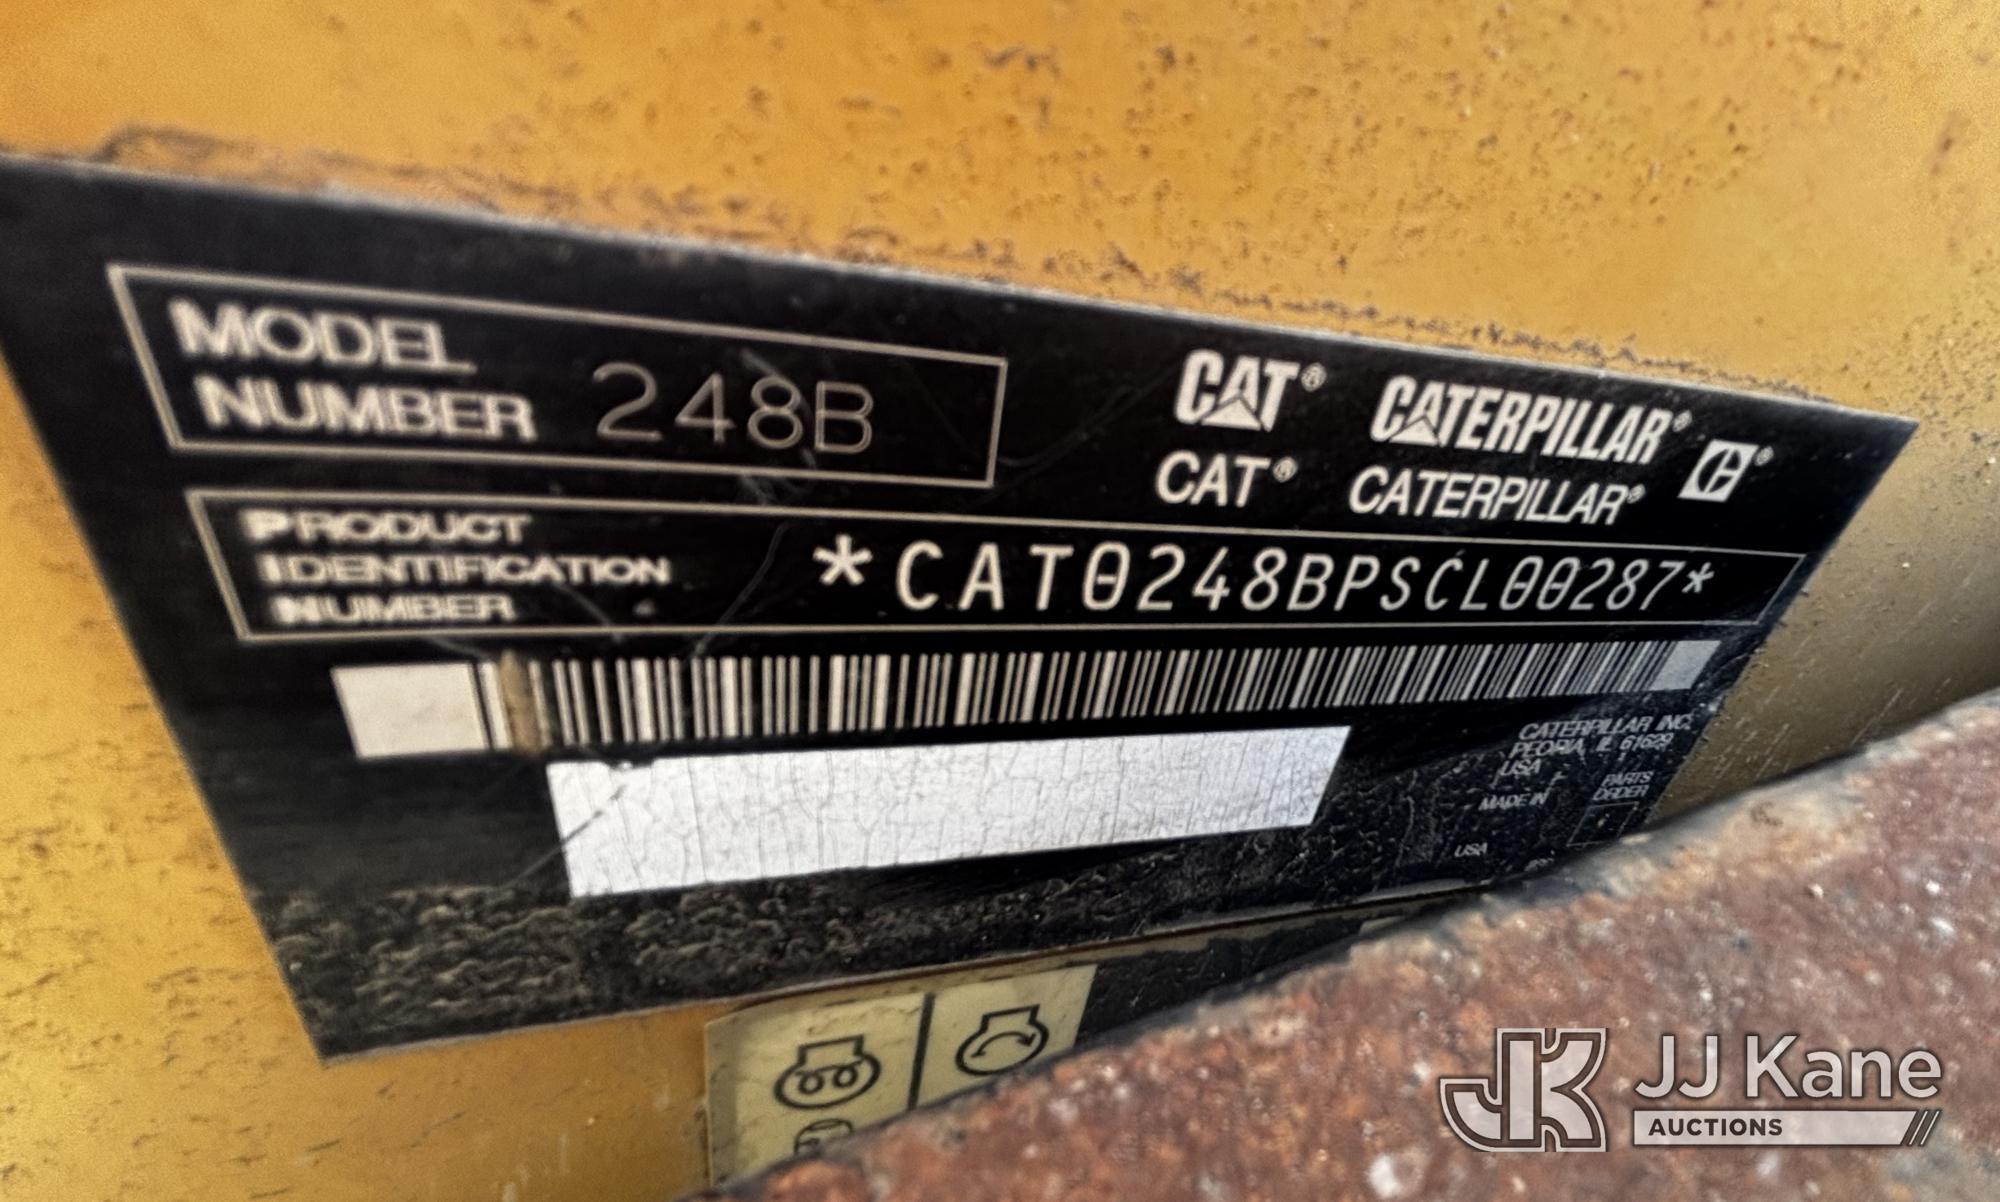 MODEL
NUMBER 248B
CAT® CATERPILLAR®
CAT® CATERPILLAR® ®
PRODUCT
IDENTIFICATION
NUMBER
*CAT0248BPSCL00287*
CATERPILLAR INC.
PEORIA, IL 61629
USA
MADE IN
USA
PARTS
ORDER
JK JJ Kane
AUCTIONS